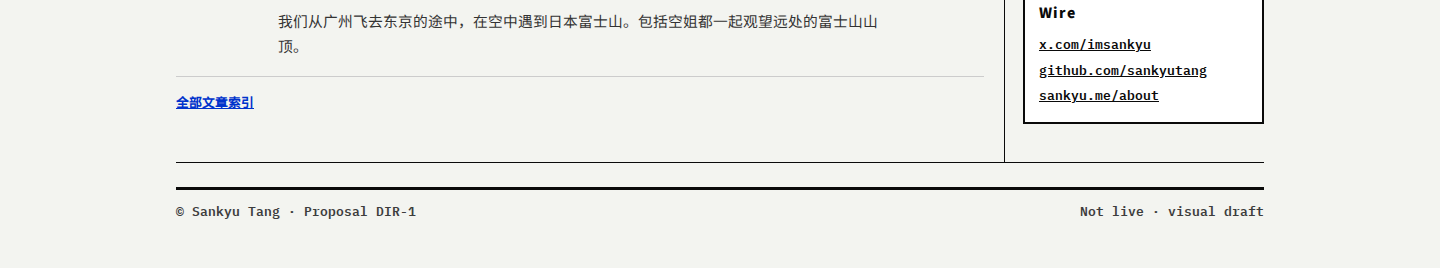 我们从广州飞去东京的途中，在空中遇到日本富士山。包括空姐都一起观望远处的富士山山
顶。
全部文章索引
Wire
x.com/imsankyu
github.com/sankyutang
sankyu.me/about
© Sankyu Tang · Proposal DIR-1
Not live · visual draft